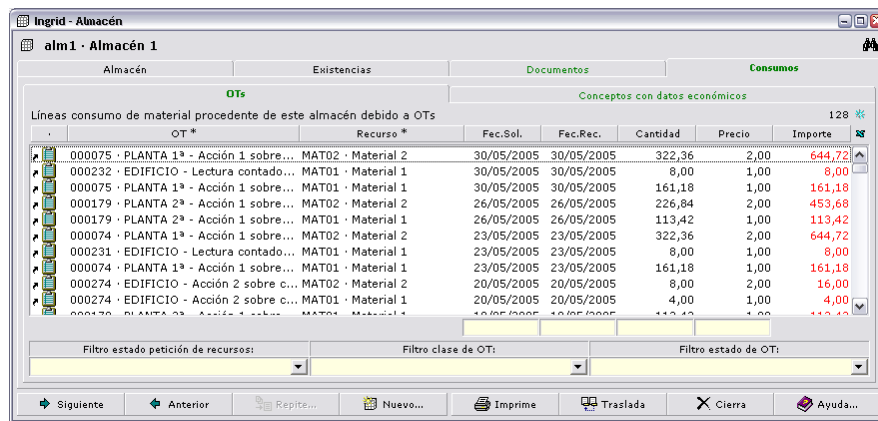 Ingrid - Almacén
alm1 · Almacén 1
Almacén Existencias Documentos Consumos
OTs Conceptos con datos económicos
Líneas consumo de material procedente de este almacén debido a OTs 128
· OT * Recurso * Fec.Sol. Fec.Rec. Cantidad Precio Importe
000075 · PLANTA 1ª - Acción 1 sobre... MAT02 · Material 2 30/05/2005 30/05/2005 322,36 2,00 644,72
000232 · EDIFICIO - Lectura contado... MAT01 · Material 1 30/05/2005 30/05/2005 8,00 1,00 8,00
000075 · PLANTA 1ª - Acción 1 sobre... MAT01 · Material 1 30/05/2005 30/05/2005 161,18 1,00 161,18
000179 · PLANTA 2ª - Acción 1 sobre... MAT02 · Material 2 26/05/2005 26/05/2005 226,84 2,00 453,68
000179 · PLANTA 2ª - Acción 1 sobre... MAT01 · Material 1 26/05/2005 26/05/2005 113,42 1,00 113,42
000074 · PLANTA 1ª - Acción 1 sobre... MAT02 · Material 2 23/05/2005 23/05/2005 322,36 2,00 644,72
000231 · EDIFICIO - Lectura contado... MAT01 · Material 1 23/05/2005 23/05/2005 8,00 1,00 8,00
000074 · PLANTA 1ª - Acción 1 sobre... MAT01 · Material 1 23/05/2005 23/05/2005 161,18 1,00 161,18
000274 · EDIFICIO - Acción 2 sobre c... MAT02 · Material 2 20/05/2005 20/05/2005 8,00 2,00 16,00
000274 · EDIFICIO - Acción 2 sobre c... MAT01 · Material 1 20/05/2005 20/05/2005 4,00 1,00 4,00
Filtro estado petición de recursos: Filtro clase de OT: Filtro estado de OT:
Siguiente Anterior Repite... Nuevo... Imprime Traslada Cierra Ayuda...